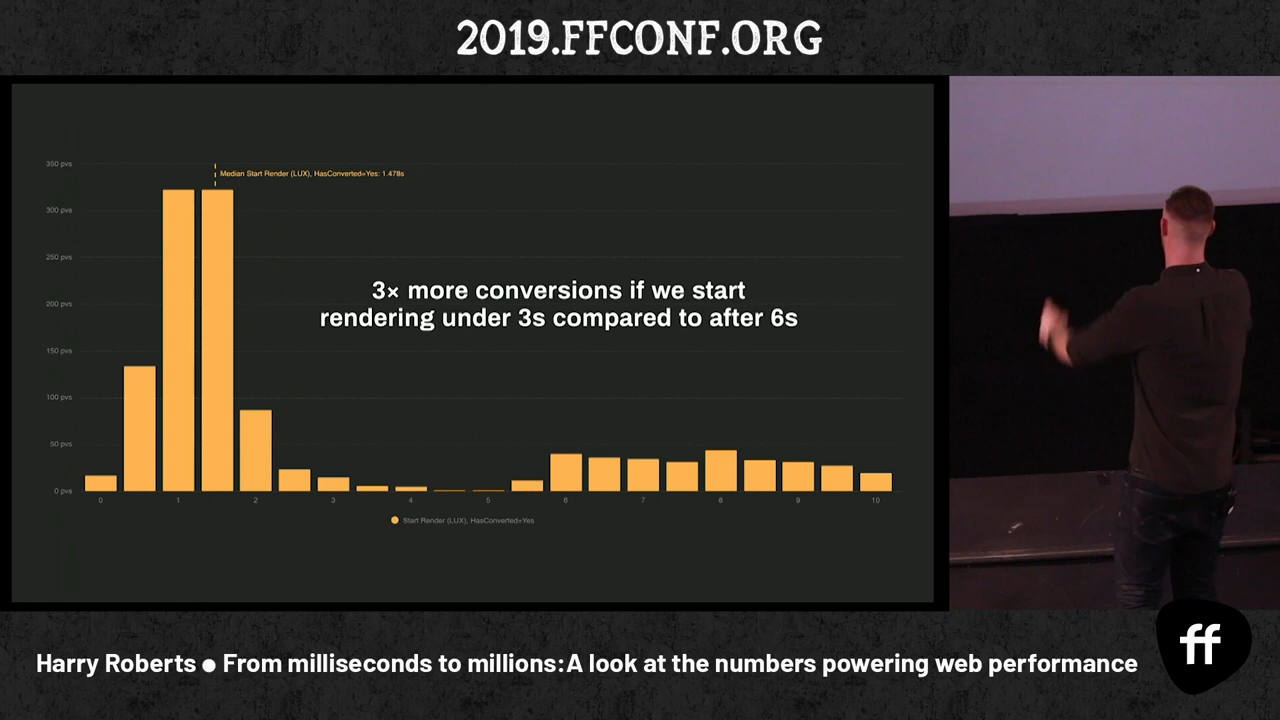 2019.FFCONF.ORG
350 pvs
Median Start Render (LUX), HasConverted=Yes: 1.478s
300 pvs
250 pvs
3× more conversions if we start
rendering under 3s compared to after 6s
200 pvs
150 pvs
100 pvs
50 pvs
0 pvs
0 1 2 3 4 5 6 7 8 9 10
Start Render (LUX), HasConverted=Yes
Harry Roberts ● From milliseconds to millions:A look at the numbers powering web performance
ff